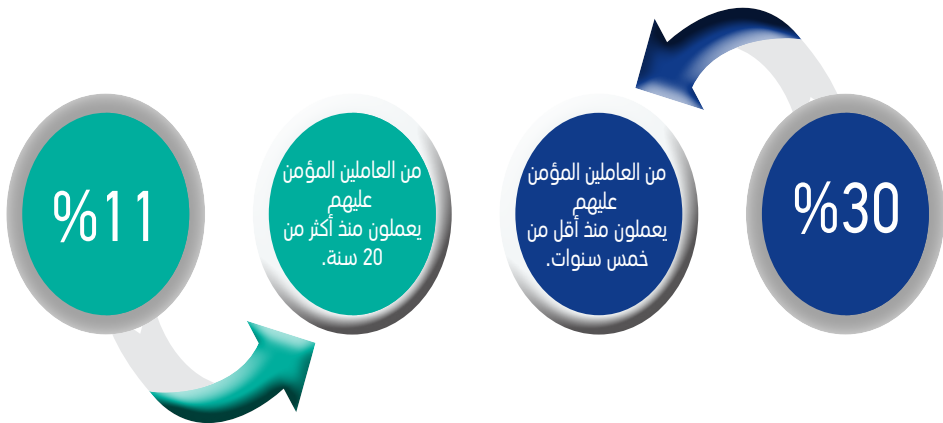 %30
من العاملين المؤمن
عليهم
يعملون منذ أقل من
خمس سنوات.
%11
من العاملين المؤمن
عليهم
يعملون منذ أكثر من
20 سنة.